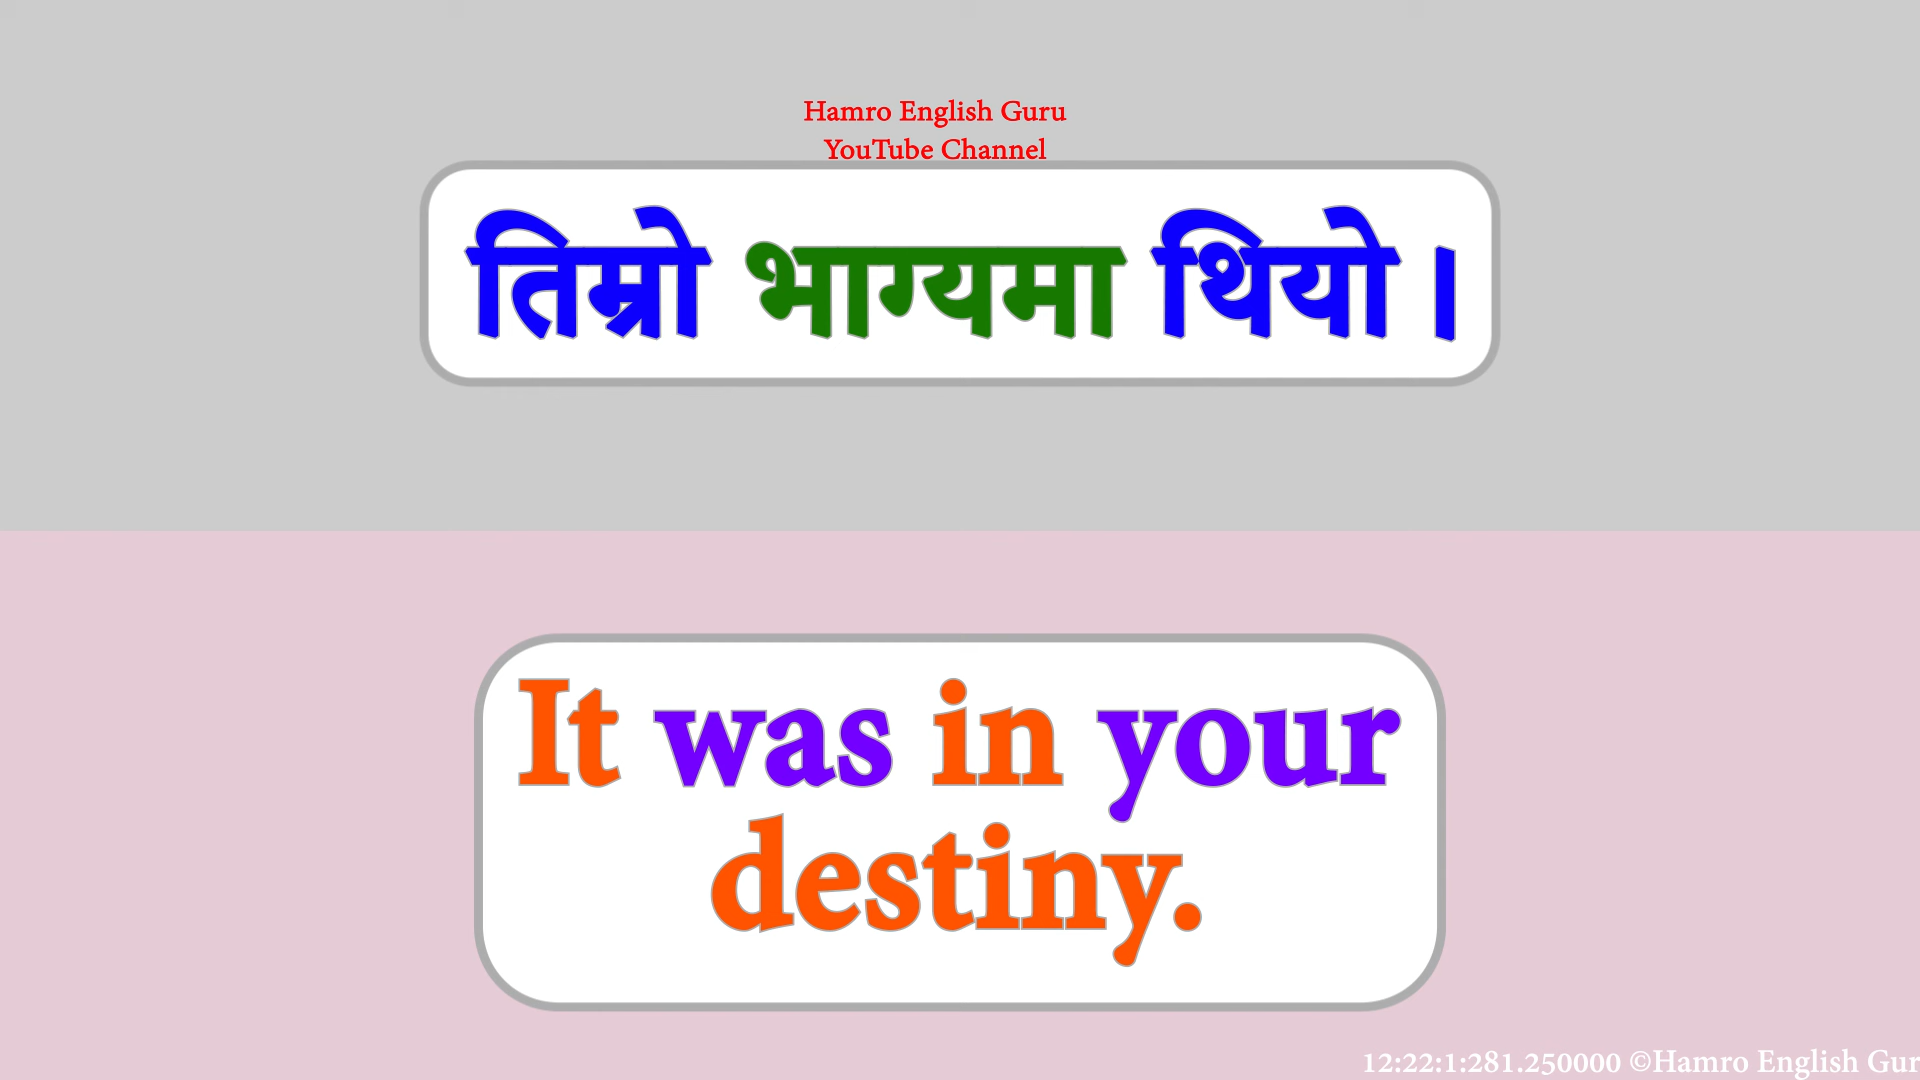 Hamro English Guru
YouTube Channel
तिम्रो भाग्यमा थियो ।
It was in your
destiny.
12:22:1:281.250000 ©Hamro English Gur